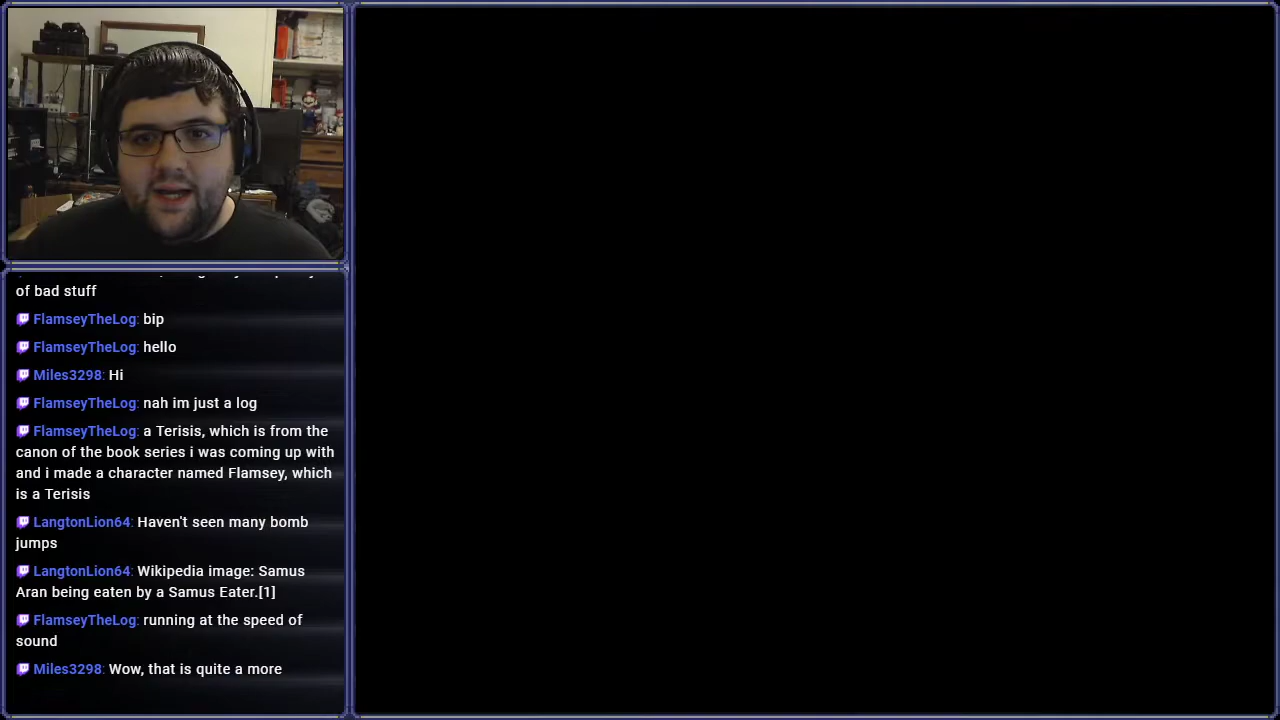 of bad stuff
FlamseyTheLog: bip
FlamseyTheLog: hello
Miles3298: Hi
FlamseyTheLog: nah im just a log
FlamseyTheLog: a Terisis, which is from the
canon of the book series i was coming up with
and i made a character named Flamsey, which
is a Terisis
LangtonLion64: Haven't seen many bomb
jumps
LangtonLion64: Wikipedia image: Samus
Aran being eaten by a Samus Eater.[1]
FlamseyTheLog: running at the speed of
sound
Miles3298: Wow, that is quite a more